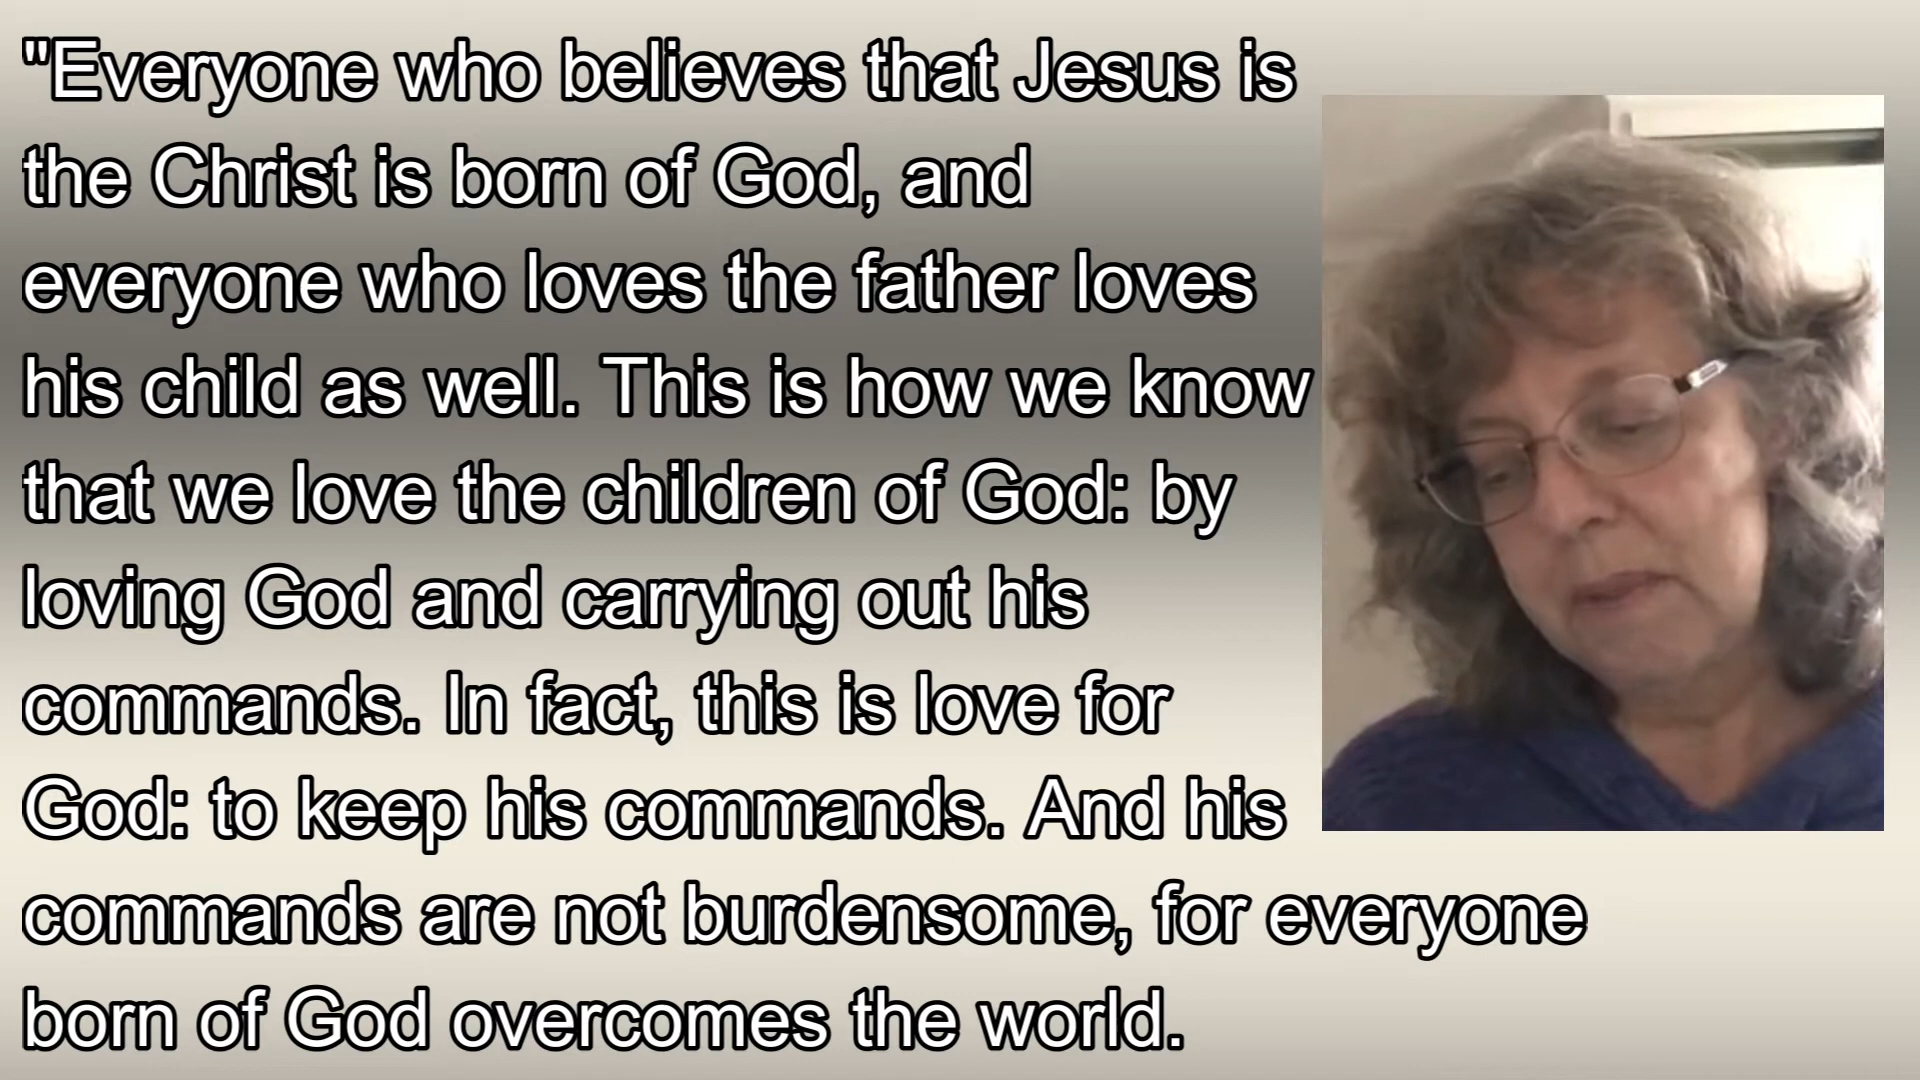 "Everyone who believes that Jesus is
the Christ is born of God, and
everyone who loves the father loves
his child as well. This is how we know
that we love the children of God: by
loving God and carrying out his
commands. In fact, this is love for
God: to keep his commands. And his
commands are not burdensome, for everyone
born of God overcomes the world.